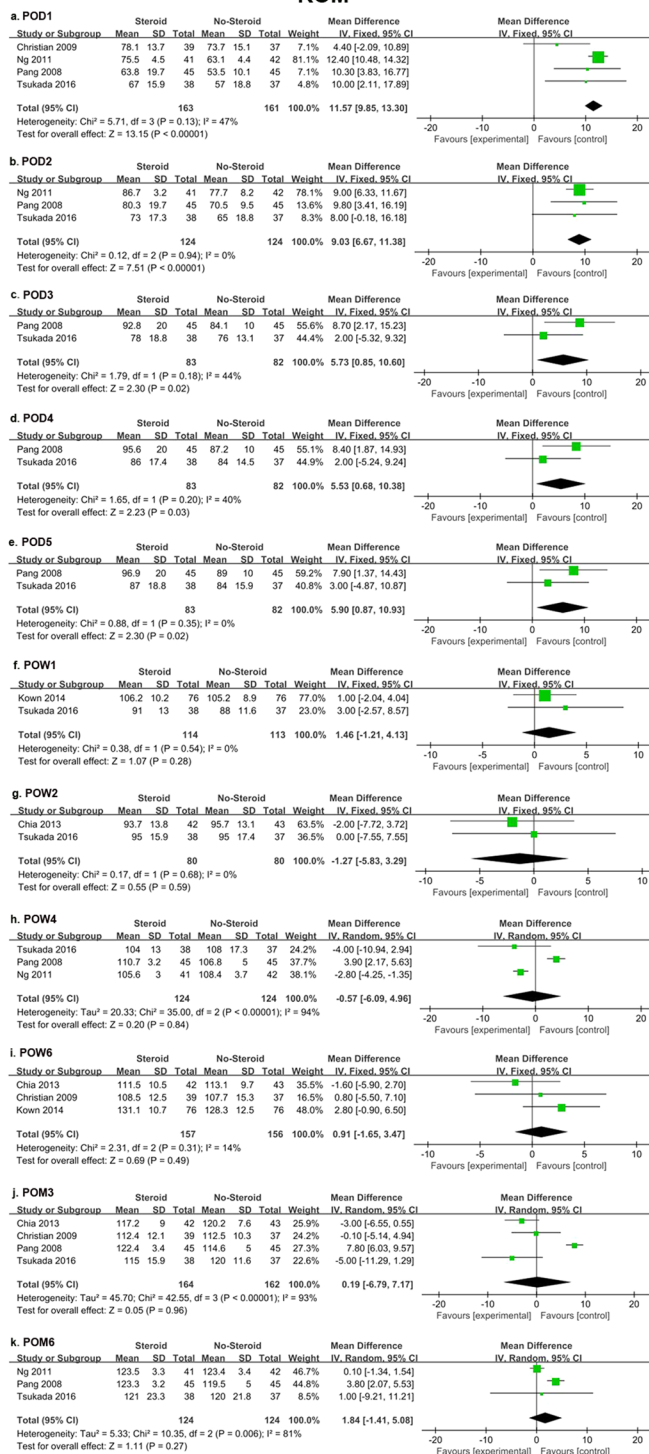 ROM
a. POD1
Steroid No-Steroid Mean Difference Mean Difference
Study or Subgroup Mean SD Total Mean SD Total Weight IV, Fixed, 95% CI IV, Fixed, 95% CI
Christian 2009 78.1 13.7 39 73.7 15.1 37 7.1% 4.40 [-2.09, 10.89]
Ng 2011 75.5 4.5 41 63.1 4.4 42 81.1% 12.40 [10.48, 14.32]
Pang 2008 63.8 19.7 45 53.5 10.1 45 7.1% 10.30 [3.83, 16.77]
Tsukada 2016 67 15.9 38 57 18.8 37 4.8% 10.00 [2.11, 17.89]
Total (95% CI) 163 161 100.0% 11.57 [9.85, 13.30]
Heterogeneity: Chi² = 5.71, df = 3 (P = 0.13); I² = 47%
Test for overall effect: Z = 13.15 (P < 0.00001)
-20 -10 0 10 20
Favours [experimental] Favours [control]
b. POD2
Steroid No-Steroid Mean Difference Mean Difference
Study or Subgroup Mean SD Total Mean SD Total Weight IV, Fixed, 95% CI IV, Fixed, 95% CI
Ng 2011 86.7 3.2 41 77.7 8.2 42 78.1% 9.00 [6.33, 11.67]
Pang 2008 80.3 19.7 45 70.5 9.5 45 13.6% 9.80 [3.41, 16.19]
Tsukada 2016 73 17.3 38 65 18.8 37 8.3% 8.00 [-0.18, 16.18]
Total (95% CI) 124 124 100.0% 9.03 [6.67, 11.38]
Heterogeneity: Chi² = 0.12, df = 2 (P = 0.94); I² = 0%
Test for overall effect: Z = 7.51 (P < 0.00001)
-20 -10 0 10 20
Favours [experimental] Favours [control]
c. POD3
Steroid No-Steroid Mean Difference Mean Difference
Study or Subgroup Mean SD Total Mean SD Total Weight IV, Fixed, 95% CI IV, Fixed, 95% CI
Pang 2008 92.8 20 45 84.1 10 45 55.6% 8.70 [2.17, 15.23]
Tsukada 2016 78 18.8 38 76 13.1 37 44.4% 2.00 [-5.32, 9.32]
Total (95% CI) 83 82 100.0% 5.73 [0.85, 10.60]
Heterogeneity: Chi² = 1.79, df = 1 (P = 0.18); I² = 44%
Test for overall effect: Z = 2.30 (P = 0.02)
-20 -10 0 10 20
Favours [experimental] Favours [control]
d. POD4
Steroid No-Steroid Mean Difference Mean Difference
Study or Subgroup Mean SD Total Mean SD Total Weight IV, Fixed, 95% CI IV, Fixed, 95% CI
Pang 2008 95.6 20 45 87.2 10 45 55.1% 8.40 [1.87, 14.93]
Tsukada 2016 86 17.4 38 84 14.5 37 44.9% 2.00 [-5.24, 9.24]
Total (95% CI) 83 82 100.0% 5.53 [0.68, 10.38]
Heterogeneity: Chi² = 1.65, df = 1 (P = 0.20); I² = 40%
Test for overall effect: Z = 2.23 (P = 0.03)
-20 -10 0 10 20
Favours [experimental] Favours [control]
e. POD5
Steroid No-Steroid Mean Difference Mean Difference
Study or Subgroup Mean SD Total Mean SD Total Weight IV, Fixed, 95% CI IV, Fixed, 95% CI
Pang 2008 96.9 20 45 89 10 45 59.2% 7.90 [1.37, 14.43]
Tsukada 2016 87 18.8 38 84 15.9 37 40.8% 3.00 [-4.87, 10.87]
Total (95% CI) 83 82 100.0% 5.90 [0.87, 10.93]
Heterogeneity: Chi² = 0.88, df = 1 (P = 0.35); I² = 0%
Test for overall effect: Z = 2.30 (P = 0.02)
-20 -10 0 10 20
Favours [experimental] Favours [control]
f. POW1
Steroid No-Steroid Mean Difference Mean Difference
Study or Subgroup Mean SD Total Mean SD Total Weight IV, Fixed, 95% CI IV, Fixed, 95% CI
Kown 2014 106.2 10.2 76 105.2 8.9 76 77.0% 1.00 [-2.04, 4.04]
Tsukada 2016 91 13 38 88 11.6 37 23.0% 3.00 [-2.57, 8.57]
Total (95% CI) 114 113 100.0% 1.46 [-1.21, 4.13]
Heterogeneity: Chi² = 0.38, df = 1 (P = 0.54); I² = 0%
Test for overall effect: Z = 1.07 (P = 0.28)
-10 -5 0 5 10
Favours [experimental] Favours [control]
g. POW2
Steroid No-Steroid Mean Difference Mean Difference
Study or Subgroup Mean SD Total Mean SD Total Weight IV, Fixed, 95% CI IV, Fixed, 95% CI
Chia 2013 93.7 13.8 42 95.7 13.1 43 63.5% -2.00 [-7.72, 3.72]
Tsukada 2016 95 15.9 38 95 17.4 37 36.5% 0.00 [-7.55, 7.55]
Total (95% CI) 80 80 100.0% -1.27 [-5.83, 3.29]
Heterogeneity: Chi² = 0.17, df = 1 (P = 0.68); I² = 0%
Test for overall effect: Z = 0.55 (P = 0.59)
-10 -5 0 5 10
Favours [experimental] Favours [control]
h. POW4
Steroid No-Steroid Mean Difference Mean Difference
Study or Subgroup Mean SD Total Mean SD Total Weight IV, Random, 95% CI IV, Random, 95% CI
Tsukada 2016 104 13 38 108 17.3 37 24.2% -4.00 [-10.94, 2.94]
Pang 2008 110.7 3.2 45 106.8 5 45 37.7% 3.90 [2.17, 5.63]
Ng 2011 105.6 3 41 108.4 3.7 42 38.1% -2.80 [-4.25, -1.35]
Total (95% CI) 124 124 100.0% -0.57 [-6.09, 4.96]
Heterogeneity: Tau² = 20.33; Chi² = 35.00, df = 2 (P < 0.00001); I² = 94%
Test for overall effect: Z = 0.20 (P = 0.84)
-20 -10 0 10 20
Favours [experimental] Favours [control]
i. POW6
Steroid No-Steroid Mean Difference Mean Difference
Study or Subgroup Mean SD Total Mean SD Total Weight IV, Fixed, 95% CI IV, Fixed, 95% CI
Chia 2013 111.5 10.5 42 113.1 9.7 43 35.5% -1.60 [-5.90, 2.70]
Christian 2009 108.5 12.5 39 107.7 15.3 37 16.5% 0.80 [-5.50, 7.10]
Kown 2014 131.1 10.7 76 128.3 12.5 76 48.0% 2.80 [-0.90, 6.50]
Total (95% CI) 157 156 100.0% 0.91 [-1.65, 3.47]
Heterogeneity: Chi² = 2.31, df = 2 (P = 0.31); I² = 14%
Test for overall effect: Z = 0.69 (P = 0.49)
-10 -5 0 5 10
Favours [experimental] Favours [control]
j. POM3
Steroid No-Steroid Mean Difference Mean Difference
Study or Subgroup Mean SD Total Mean SD Total Weight IV, Random, 95% CI IV, Random, 95% CI
Chia 2013 117.2 9 42 120.2 7.6 43 25.9% -3.00 [-6.55, 0.55]
Christian 2009 112.4 12.1 39 112.5 10.3 37 24.2% -0.10 [-5.14, 4.94]
Pang 2008 122.4 3.4 45 114.6 5 45 27.3% 7.80 [6.03, 9.57]
Tsukada 2016 115 15.9 38 120 11.6 37 22.6% -5.00 [-11.29, 1.29]
Total (95% CI) 164 162 100.0% 0.19 [-6.79, 7.17]
Heterogeneity: Tau² = 45.70; Chi² = 42.55, df = 3 (P < 0.00001); I² = 93%
Test for overall effect: Z = 0.05 (P = 0.96)
-20 -10 0 10 20
Favours [experimental] Favours [control]
k. POM6
Steroid No-Steroid Mean Difference Mean Difference
Study or Subgroup Mean SD Total Mean SD Total Weight IV, Random, 95% CI IV, Random, 95% CI
Ng 2011 123.5 3.3 41 123.4 3.4 42 46.7% 0.10 [-1.34, 1.54]
Pang 2008 123.3 3.2 45 119.5 5 45 44.8% 3.80 [2.07, 5.53]
Tsukada 2016 121 23.3 38 120 21.8 37 8.5% 1.00 [-9.21, 11.21]
Total (95% CI) 124 124 100.0% 1.84 [-1.41, 5.08]
Heterogeneity: Tau² = 5.33; Chi² = 10.35, df = 2 (P = 0.006); I² = 81%
Test for overall effect: Z = 1.11 (P = 0.27)
-20 -10 0 10 20
Favours [experimental] Favours [control]